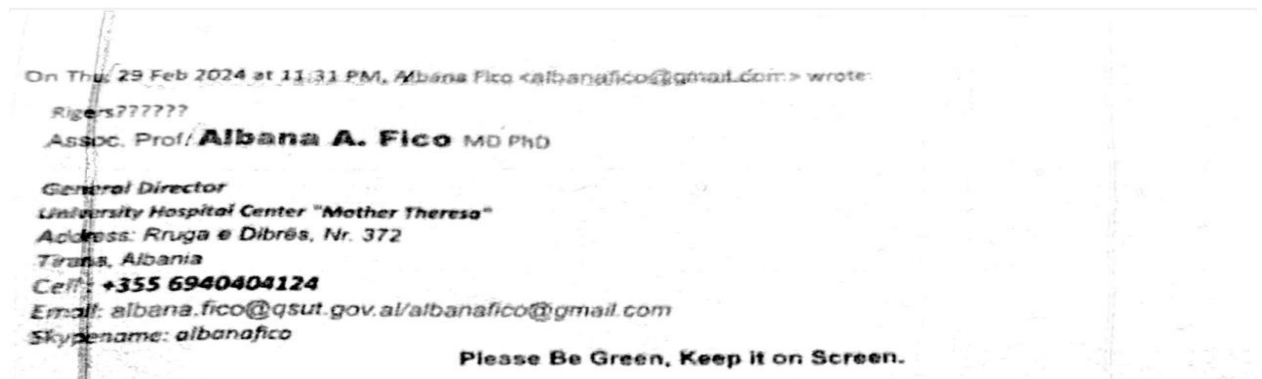 On Thu, 29 Feb 2024 at 11:31 PM, Albana Fico <albanafico@gmail.com> wrote:
Rigers??????
Assoc. Prof. Albana A. Fico MD PhD
General Director
University Hospital Center "Mother Theresa"
Address: Rruga e Dibrës, Nr. 372
Tirana, Albania
Cell : +355 6940404124
Email: albana.fico@qsut.gov.al/albanafico@gmail.com
Skypename: albanafico
Please Be Green, Keep it on Screen.